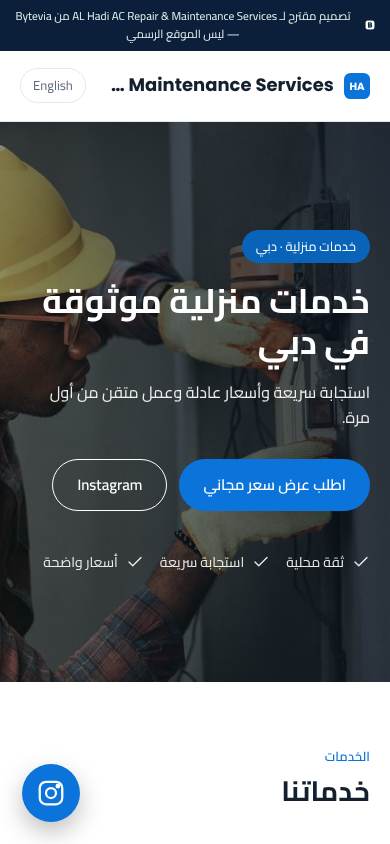 تصميم مقترح لـ AL Hadi AC Repair & Maintenance Services من Bytevia
— ليس الموقع الرسمي
HA
... Maintenance Services
English
خدمات منزلية · دبي
خدمات منزلية موثوقة
في دبي
استجابة سريعة وأسعار عادلة وعمل متقن من أول
مرة.
اطلب عرض سعر مجاني
Instagram
ثقة محلية
استجابة سريعة
أسعار واضحة
الخدمات
خدماتنا